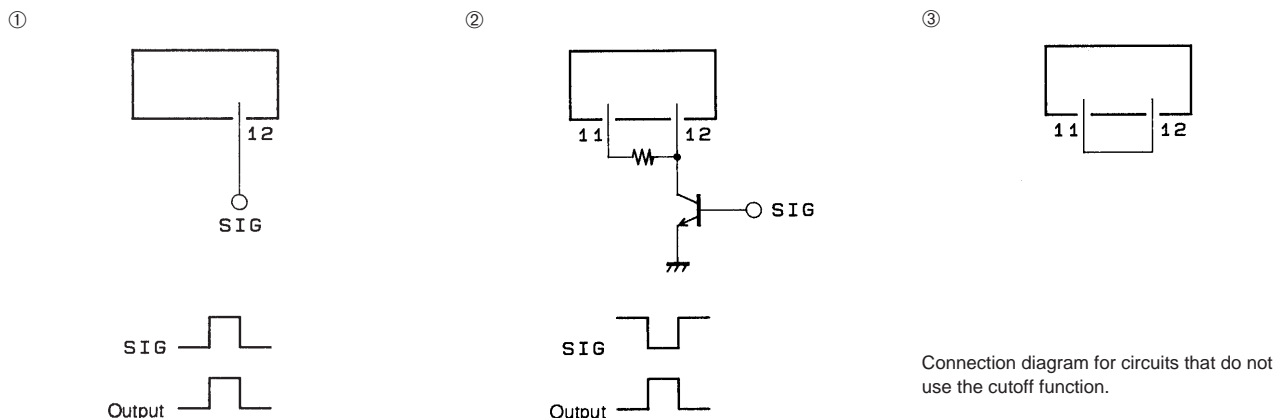 ①
12
SIG
SIG
Output
②
11
12
SIG
SIG
Output
③
11
12
Connection diagram for circuits that do not
use the cutoff function.